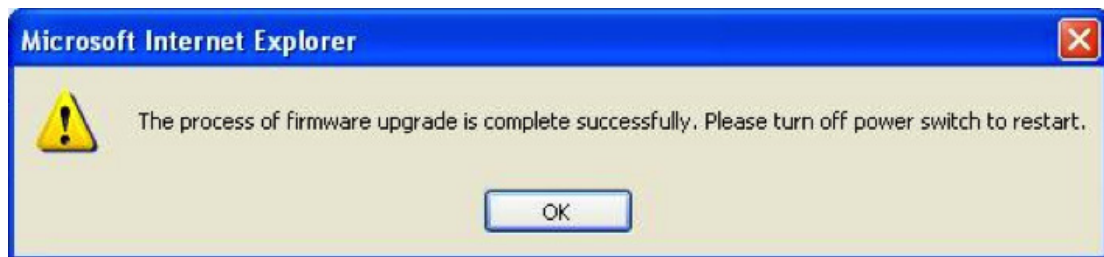 Microsoft Internet Explorer
The process of firmware upgrade is complete successfully. Please turn off power switch to restart.
OK